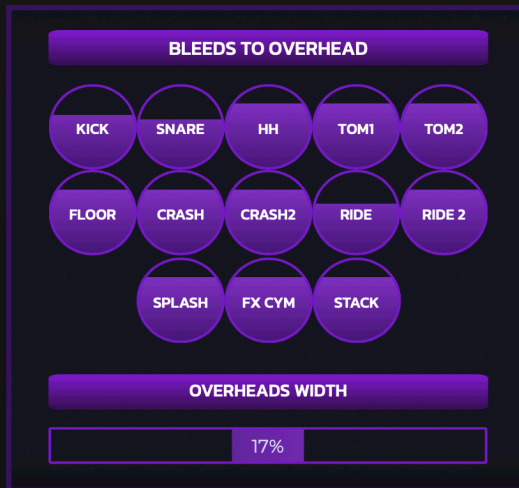 BLEEDS TO OVERHEAD
KICK SNARE HH TOM1 TOM2
FLOOR CRASH CRASH2 RIDE RIDE 2
SPLASH FX CYM STACK
OVERHEADS WIDTH
17%